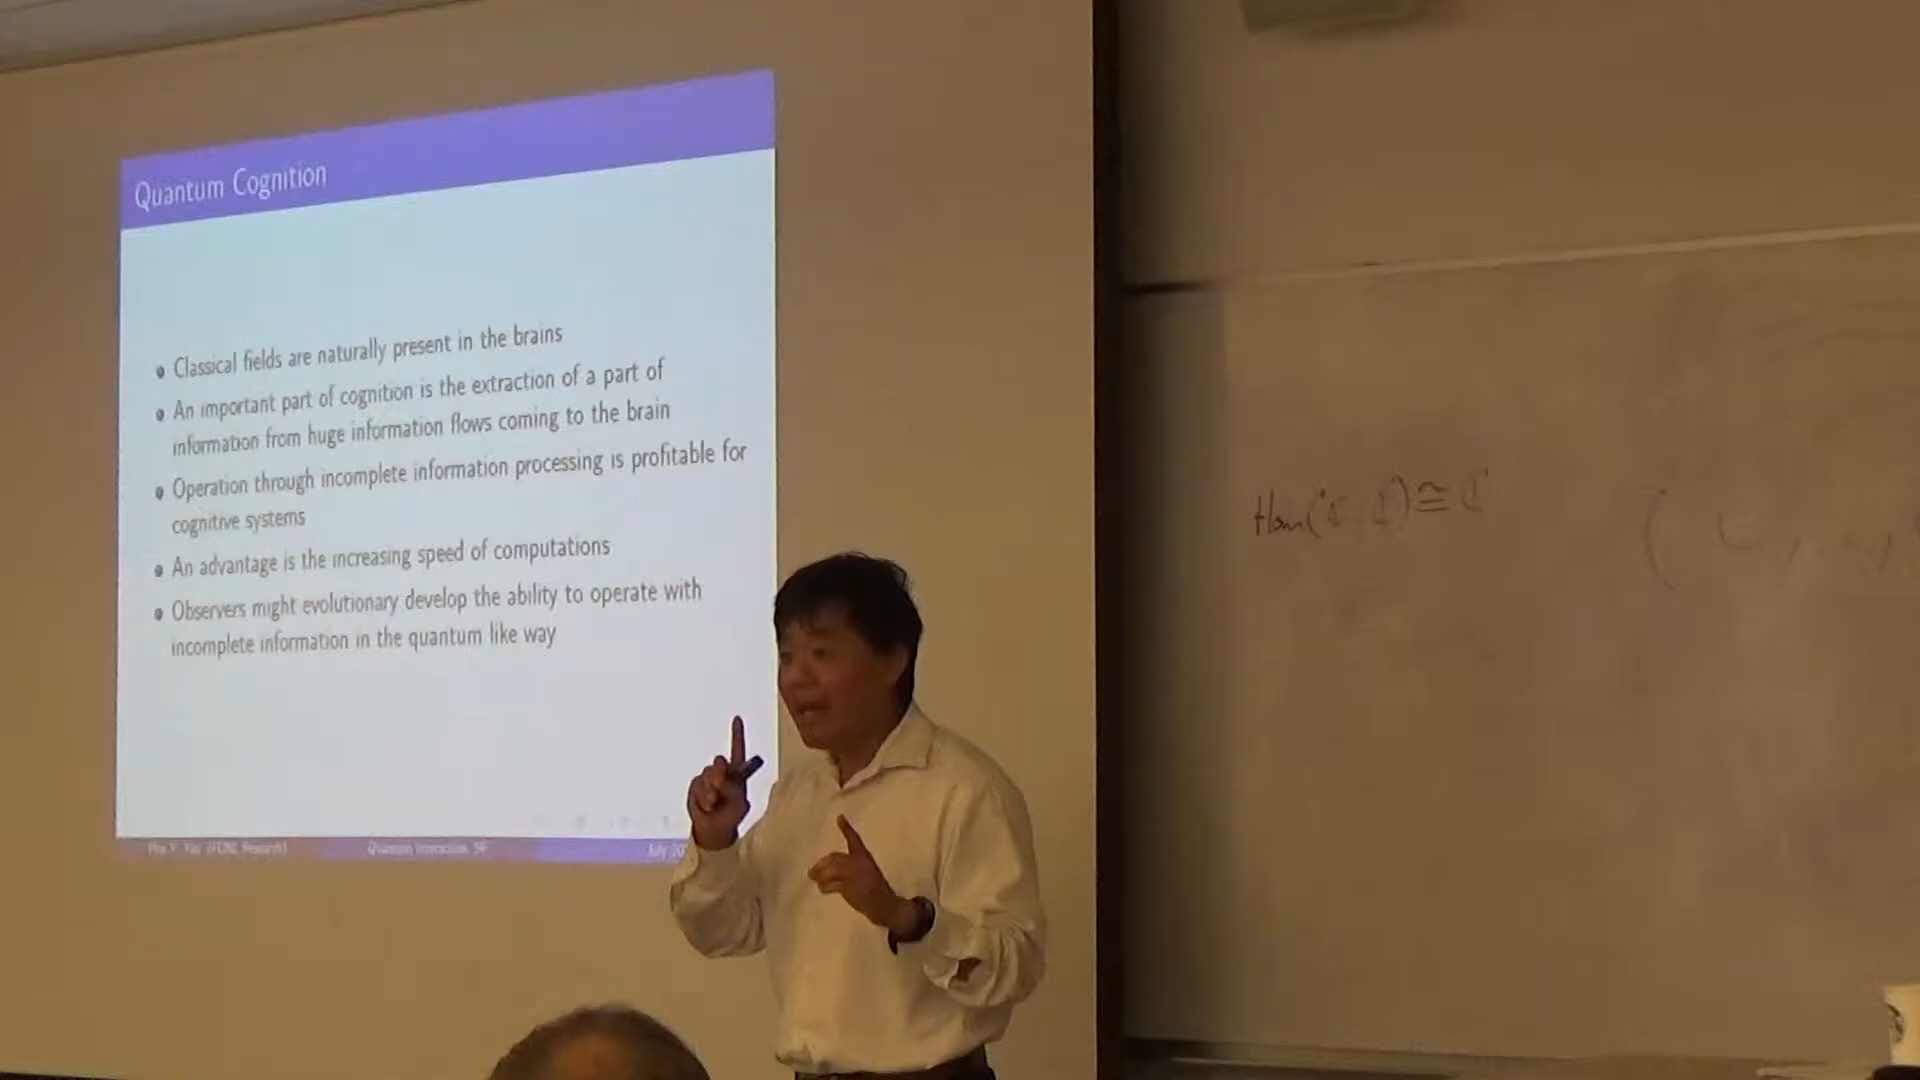 Quantum Cognition
Classical fields are naturally present in the brains
An important part of cognition is the extraction of a part of
information from huge information flows coming to the brain
Operation through incomplete information processing is profitable for
cognitive systems
An advantage is the increasing speed of computations
Observers might evolutionary develop the ability to operate with
incomplete information in the quantum like way
July 20
Hom(ℂ, ℂ) ≅ ℂ